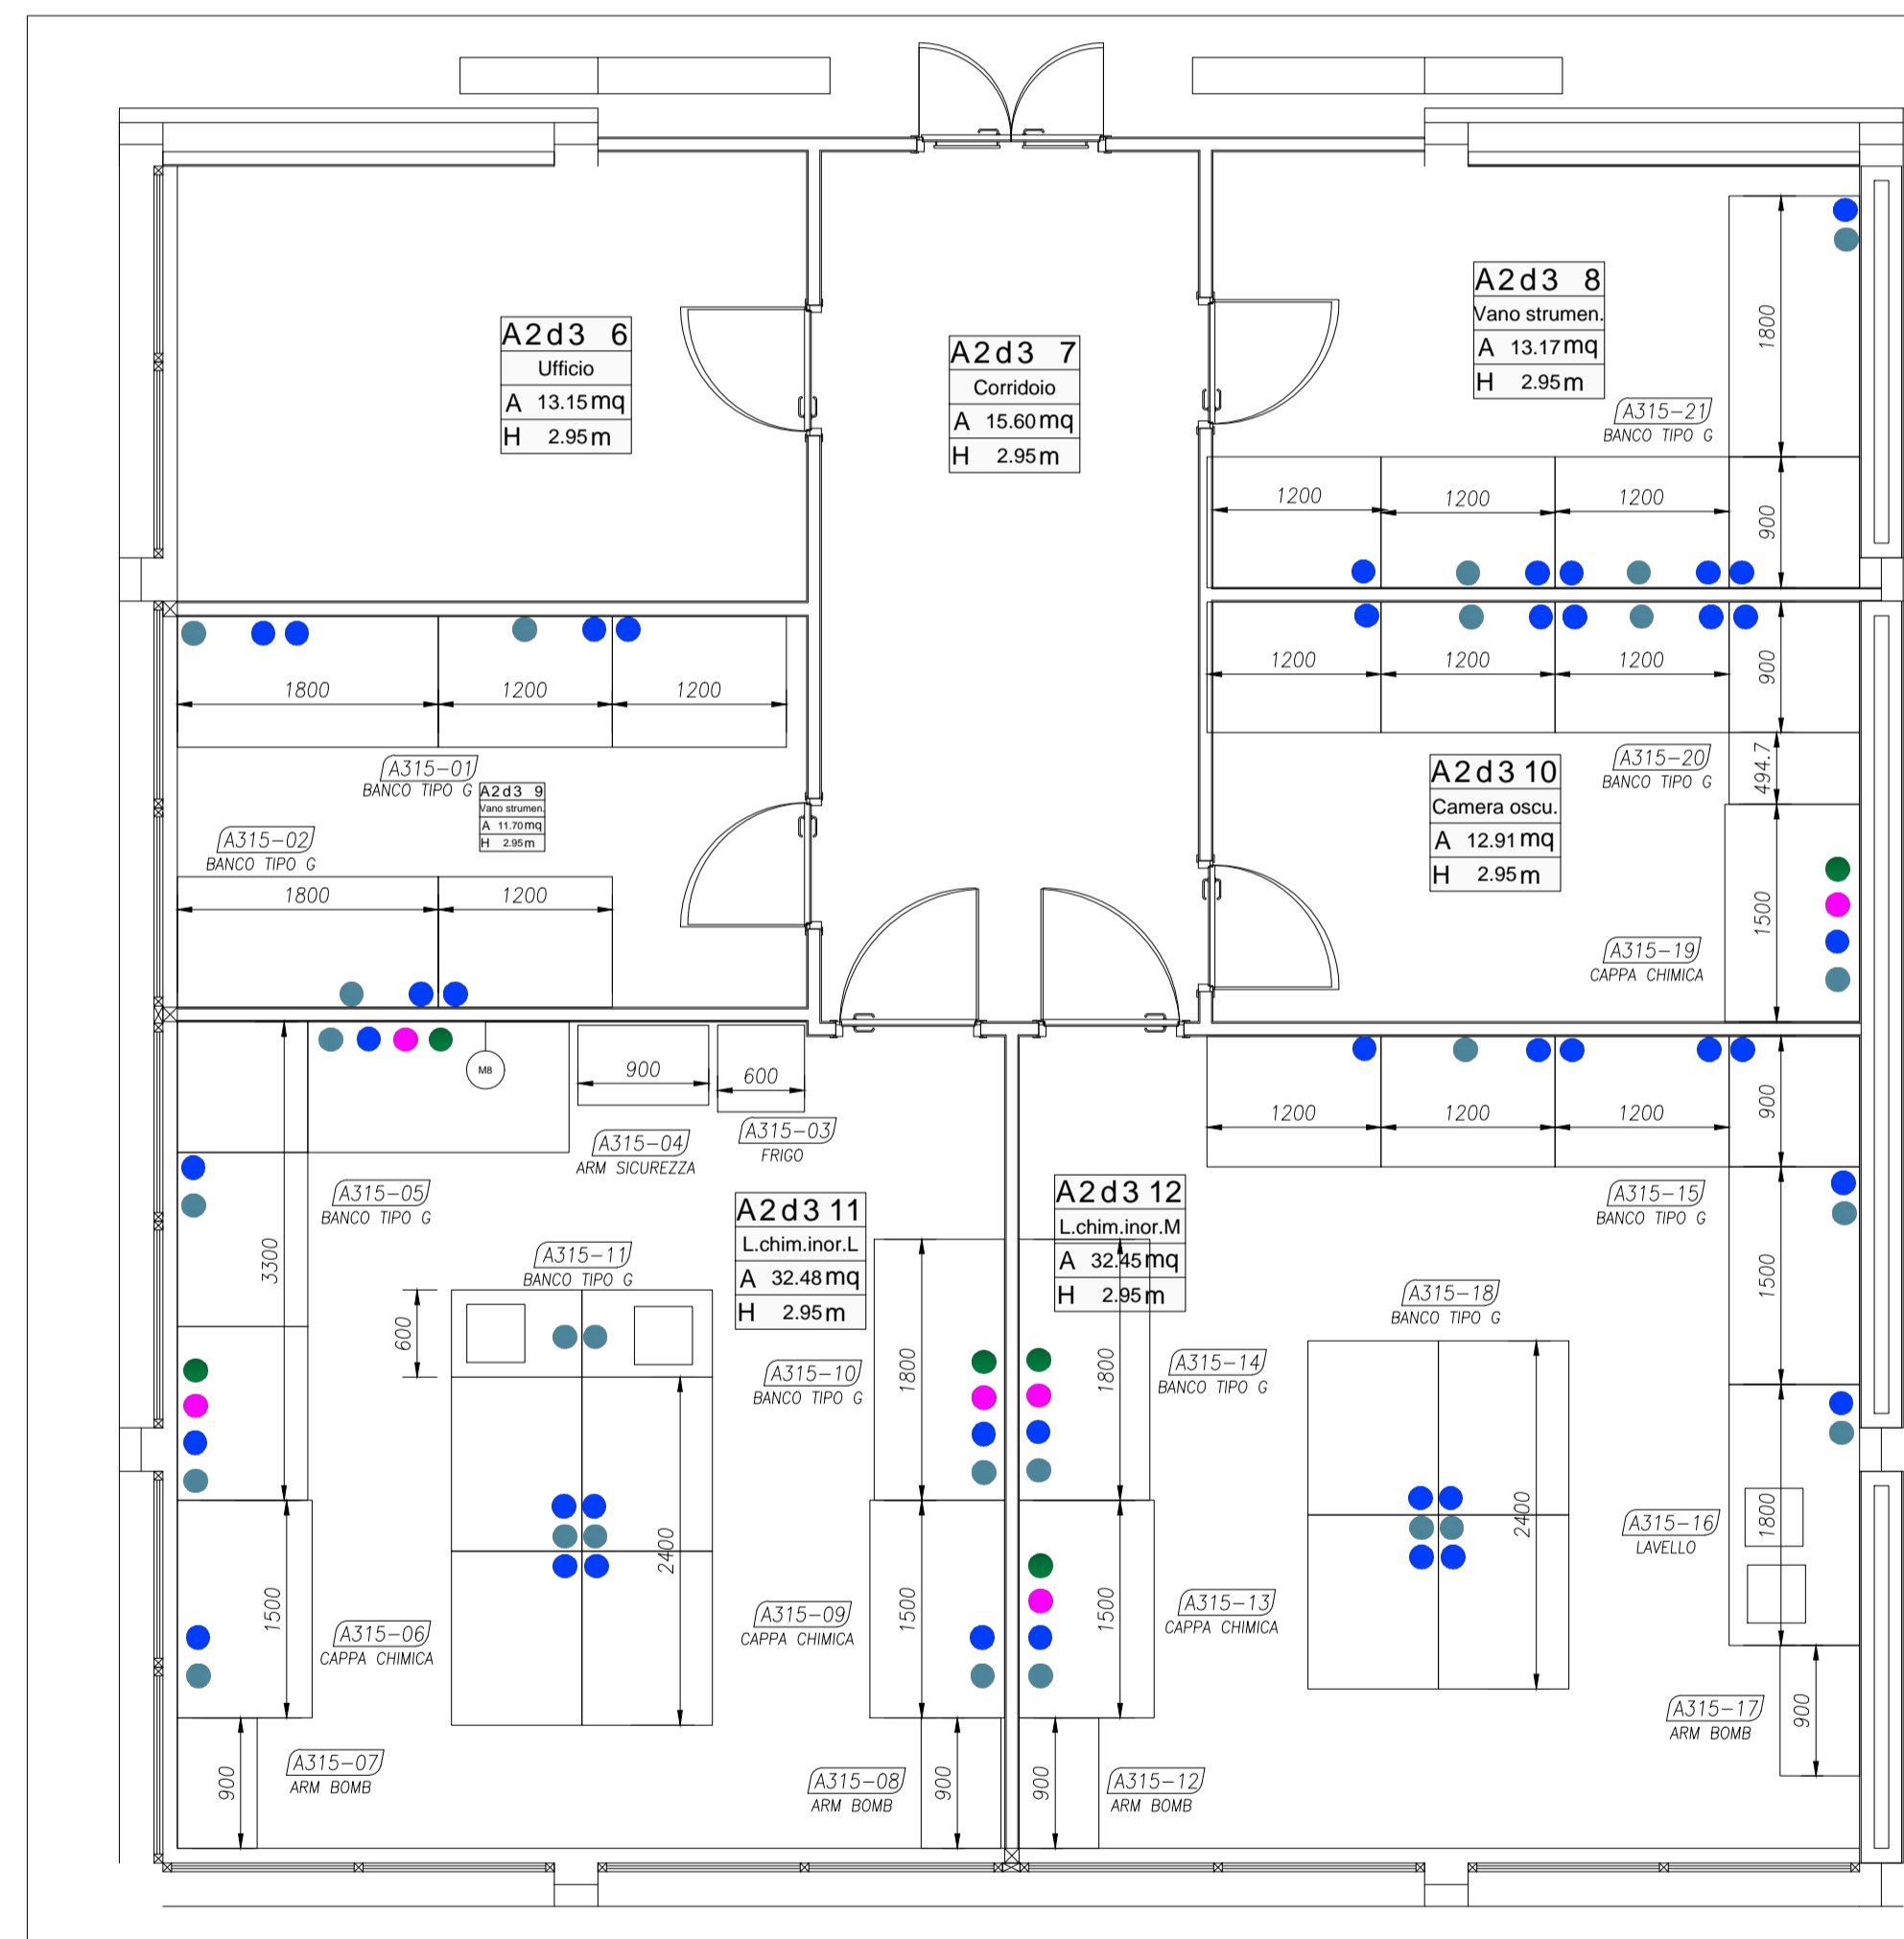 A2d3 6
Ufficio
A 13.15 mq
H 2.95 m
A2d3 7
Corridoio
A 15.60 mq
H 2.95 m
A2d3 8
Vano strumen.
A 13.17 mq
H 2.95 m
1800
A315-21
BANCO TIPO G
1200
1200
1200
900
1800
1200
1200
A315-01
BANCO TIPO G
A2d3 9
Vano strumen.
A 11.70 mq
H 2.95 m
A315-02
BANCO TIPO G
1800
1200
1200
1200
1200
900
A315-20
BANCO TIPO G
494.7
A2d3 10
Camera oscu.
A 12.91 mq
H 2.95 m
1500
A315-19
CAPPA CHIMICA
M8
900
600
A315-04
ARM SICUREZZA
A315-03
FRIGO
A315-05
BANCO TIPO G
3300
A315-11
BANCO TIPO G
600
A2d3 11
L.chim.inor.L
A 32.48 mq
H 2.95 m
A315-10
BANCO TIPO G
1800
2400
1500
A315-06
CAPPA CHIMICA
A315-09
CAPPA CHIMICA
1500
A315-07
ARM BOMB
900
A315-08
ARM BOMB
900
1200
1200
1200
900
A2d3 12
L.chim.inor.M
A 32.45 mq
H 2.95 m
A315-15
BANCO TIPO G
1500
A315-18
BANCO TIPO G
1800
A315-14
BANCO TIPO G
2400
A315-16
LAVELLO
1800
1500
A315-13
CAPPA CHIMICA
A315-17
ARM BOMB
900
900
A315-12
ARM BOMB